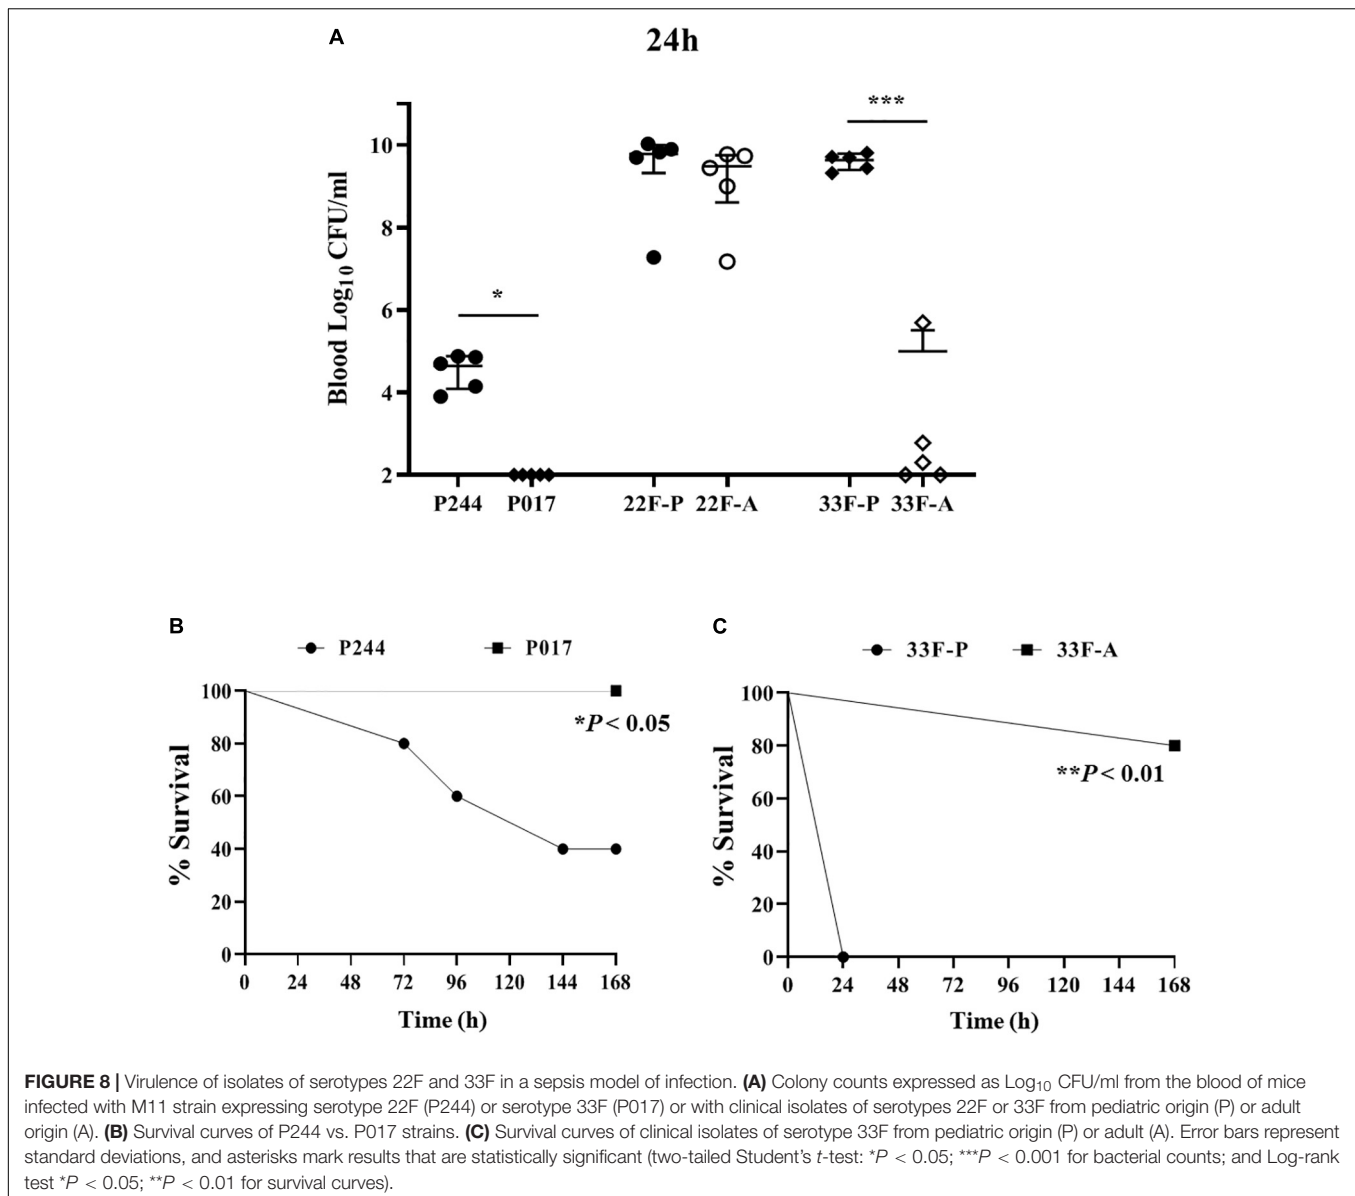 A
24h
***
10
8
*
6
4
2
Blood Log10 CFU/ml
P244 P017 22F-P 22F-A 33F-P 33F-A
B
P244 P017
100
80
60
40
20
0
*P < 0.05
% Survival
0 24 48 72 96 120 144 168
Time (h)
C
33F-P 33F-A
100
80
60
40
20
0
**P < 0.01
% Survival
0 24 48 72 96 120 144 168
Time (h)
FIGURE 8 | Virulence of isolates of serotypes 22F and 33F in a sepsis model of infection. (A) Colony counts expressed as Log10 CFU/ml from the blood of mice
infected with M11 strain expressing serotype 22F (P244) or serotype 33F (P017) or with clinical isolates of serotypes 22F or 33F from pediatric origin (P) or adult
origin (A). (B) Survival curves of P244 vs. P017 strains. (C) Survival curves of clinical isolates of serotype 33F from pediatric origin (P) or adult (A). Error bars represent
standard deviations, and asterisks mark results that are statistically significant (two-tailed Student's t-test: *P < 0.05; ***P < 0.001 for bacterial counts; and Log-rank
test *P < 0.05; **P < 0.01 for survival curves).